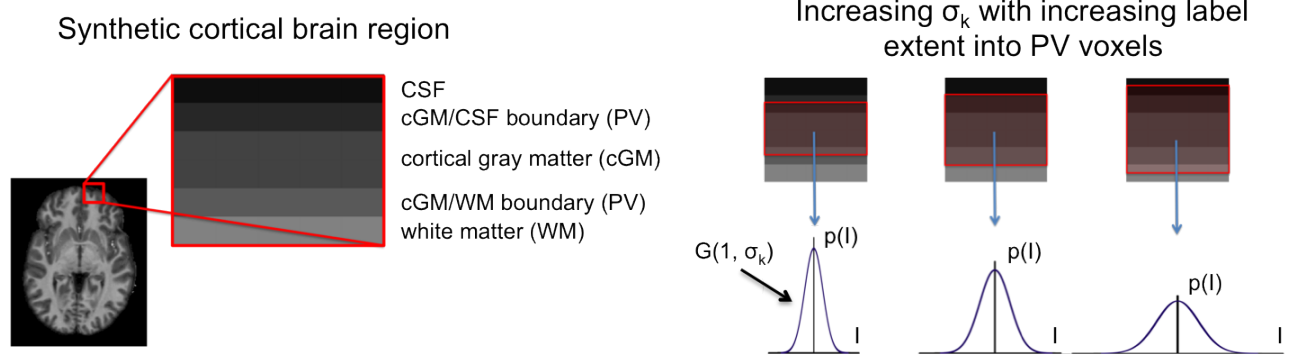 Synthetic cortical brain region
CSF
cGM/CSF boundary (PV)
cortical gray matter (cGM)
cGM/WM boundary (PV)
white matter (WM)
Increasing σk with increasing label
extent into PV voxels
G(1, σk)
p(I)
I
p(I)
I
p(I)
I